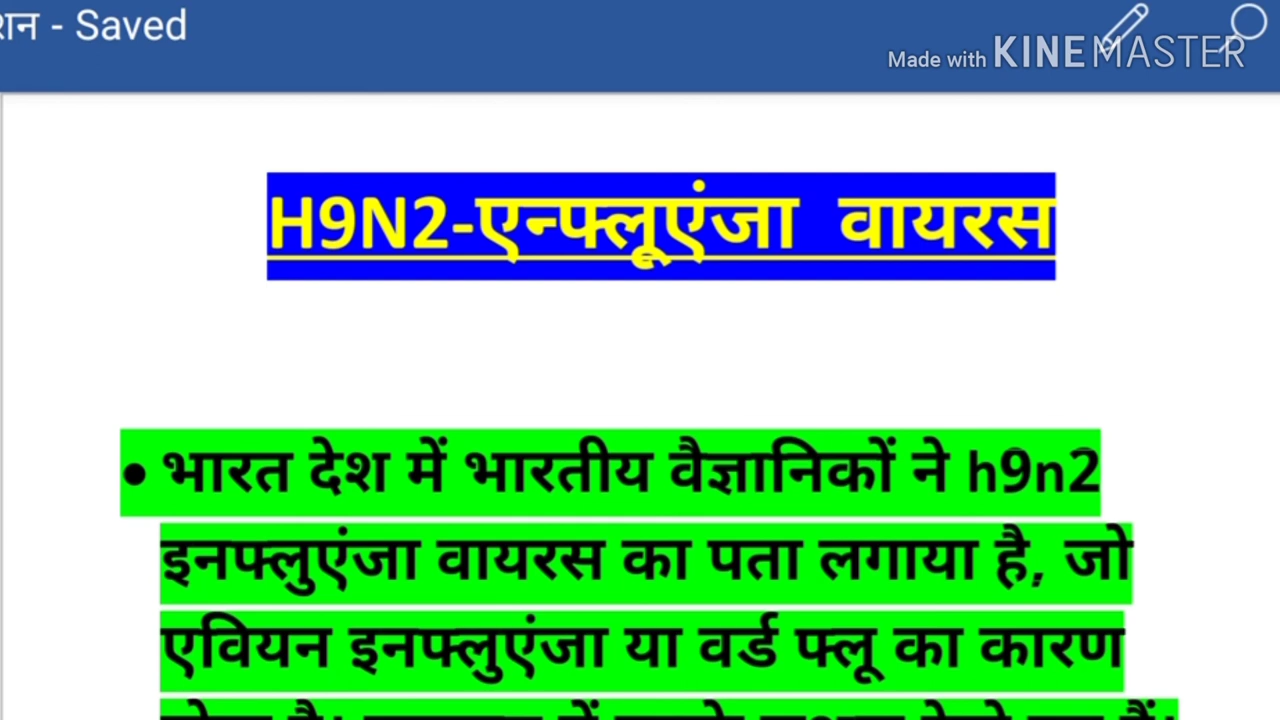 - Saved
Made with KINEMASTER
H9N2-एन्फ्लूएंजा वायरस
• भारत देश में भारतीय वैज्ञानिकों ने h9n2
इनफ्लुएंजा वायरस का पता लगाया है, जो
एवियन इनफ्लुएंजा या वर्ड फ्लू का कारण